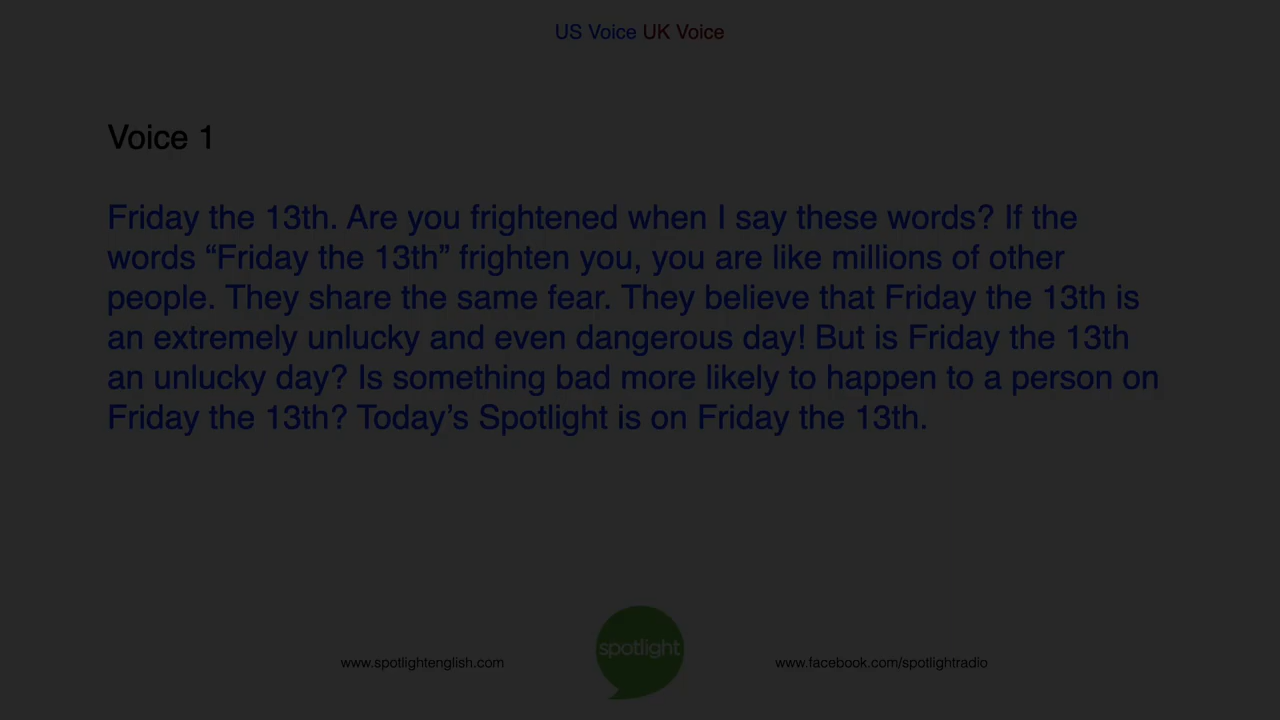 US Voice UK Voice
Voice 1
Friday the 13th. Are you frightened when I say these words? If the
words “Friday the 13th” frighten you, you are like millions of other
people. They share the same fear. They believe that Friday the 13th is
an extremely unlucky and even dangerous day! But is Friday the 13th
an unlucky day? Is something bad more likely to happen to a person on
Friday the 13th? Today’s Spotlight is on Friday the 13th.
spotlight
www.spotlightenglish.com
www.facebook.com/spotlightradio